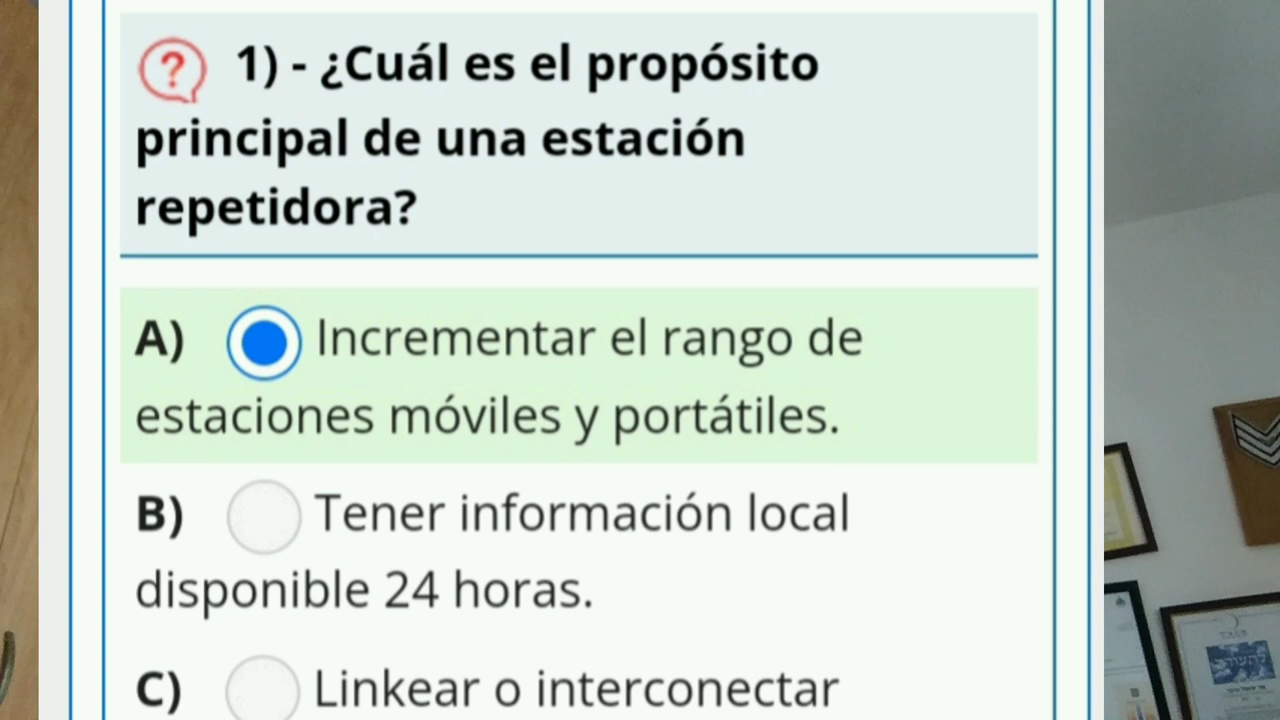 1) - ¿Cuál es el propósito
principal de una estación
repetidora?
A) Incrementar el rango de
estaciones móviles y portátiles.
B) Tener información local
disponible 24 horas.
C) Linkear o interconectar